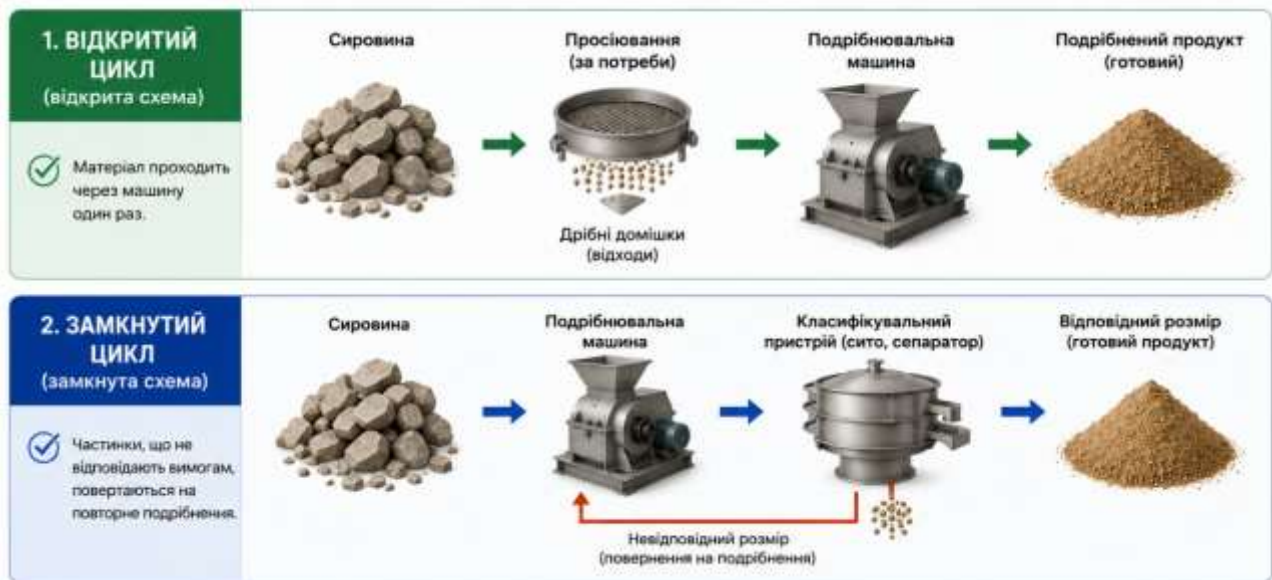 1. ВІДКРИТИЙ
ЦИКЛ
(відкрита схема)
Матеріал проходить
через машину
один раз.
Сировина
Просіювання
(за потреби)
Дрібні домішки
(відходи)
Подрібнювальна
машина
Подрібнений продукт
(готовий)
2. ЗАМКНУТИЙ
ЦИКЛ
(замкнута схема)
Частинки, що не
відповідають вимогам,
повертаються на
повторне подрібнення.
Сировина
Подрібнювальна
машина
Класифікувальний
пристрій (сито, сепаратор)
Відповідний розмір
(готовий продукт)
Невідповідний розмір
(повернення на подрібнення)